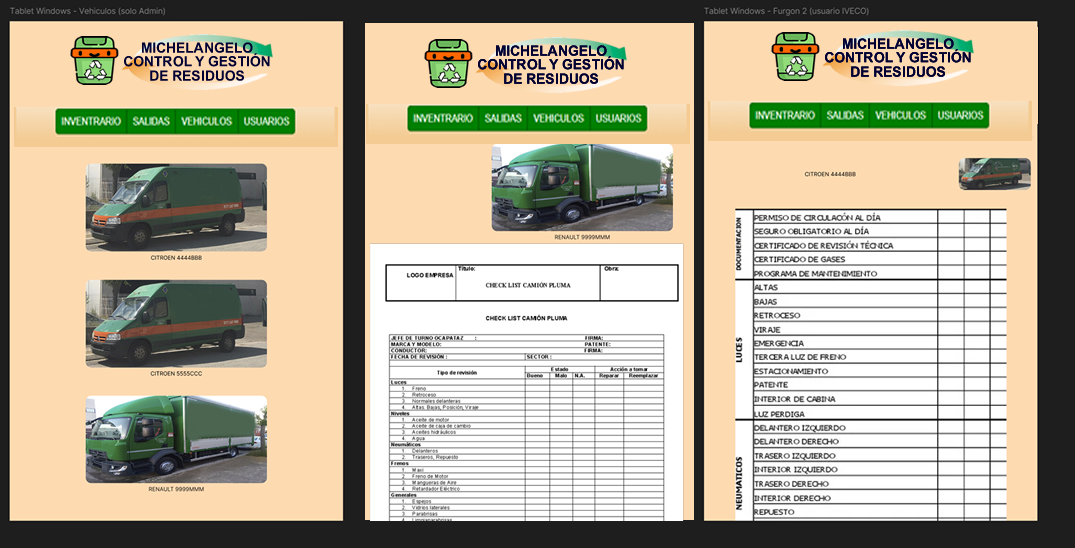 Tablet Windows - Vehiculos (solo Admin)
MICHELANGELO
CONTROL Y GESTIÓN
DE RESIDUOS
INVENTRARIO SALIDAS VEHICULOS USUARIOS
CITROEN 4444BBB
CITROEN 5555CCC
RENAULT 9999MMM
MICHELANGELO
CONTROL Y GESTIÓN
DE RESIDUOS
INVENTRARIO SALIDAS VEHICULOS USUARIOS
RENAULT 9999MMM
LOGO EMPRESA
Título:
CHECK LIST CAMIÓN PLUMA
Obra:
CHECK LIST CAMIÓN PLUMA
JEFE DE TURNO OCAPATAZ : FIRMA:
MARCA Y MODELO: PATENTE:
CONDUCTOR: FIRMA:
FECHA DE REVISIÓN : SECTOR :
Tipo de revisión Estado Acción a tomar
Bueno Malo N.A. Reparar Reemplazar
Luces
1. Freno
2. Retroceso
3. Normales delanteras
4. Altas, Bajas, Posición, Viraje
Niveles
1. Aceite de motor
2. Aceite de caja de cambio
3. Aceites hidráulicos
4. Agua
Neumáticos
1. Delanteros
2. Traseros, Repuesto
Frenos
1. Maxi
2. Freno de Motor
3. Mangueras de Aire
4. Retardador Eléctrico
Generales
1. Espejos
2. Vidrios laterales
3. Parabrisas
4. Limpiaparabrisas
Tablet Windows - Furgon 2 (usuario IVECO)
MICHELANGELO
CONTROL Y GESTIÓN
DE RESIDUOS
INVENTRARIO SALIDAS VEHICULOS USUARIOS
CITROEN 4444BBB
DOCUMENTACION
PERMISO DE CIRCULACÓN AL DÍA
SEGURO OBLIGATORIO AL DÍA
CERTIFICADO DE REVISIÓN TÉCNICA
CERTIFICADO DE GASES
PROGRAMA DE MANTENIMIENTO
LUCES
ALTAS
BAJAS
RETROCESO
VIRAJE
EMERGENCIA
TERCERA LUZ DE FRENO
ESTACIONAMIENTO
PATENTE
INTERIOR DE CABINA
LUZ PERDIGA
NEUMATICOS
DELANTERO IZQUIERDO
DELANTERO DERECHO
TRASERO IZQUIERDO
INTERIOR IZQUIERDO
TRASERO DERECHO
INTERIOR DERECHO
REPUESTO